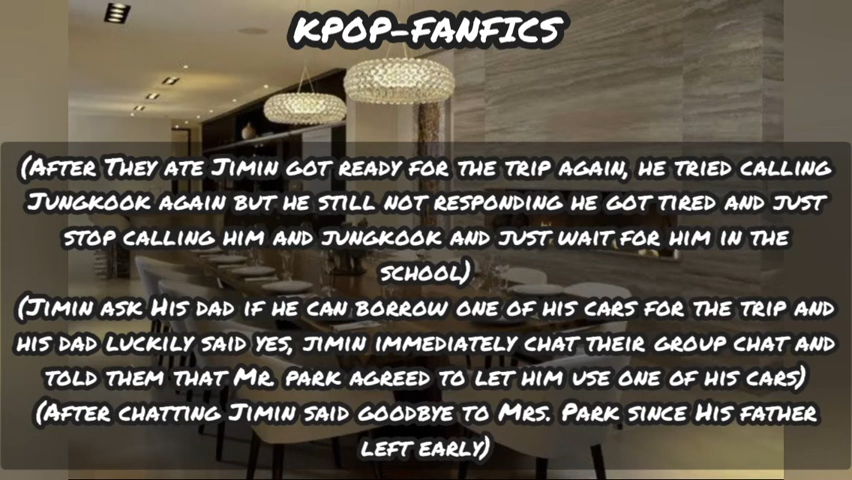 KPOP-FANFICS
(After They ate Jimin got ready for the trip again, he tried calling
Jungkook again but he still not responding he got tired and just
stop calling him and jungkook and just wait for him in the
school)
(Jimin ask His dad if he can borrow one of his cars for the trip and
his dad luckily said yes, jimin immediately chat their group chat and
told them that Mr. park agreed to let him use one of his cars)
(After chatting Jimin said goodbye to Mrs. Park since His father
left early)